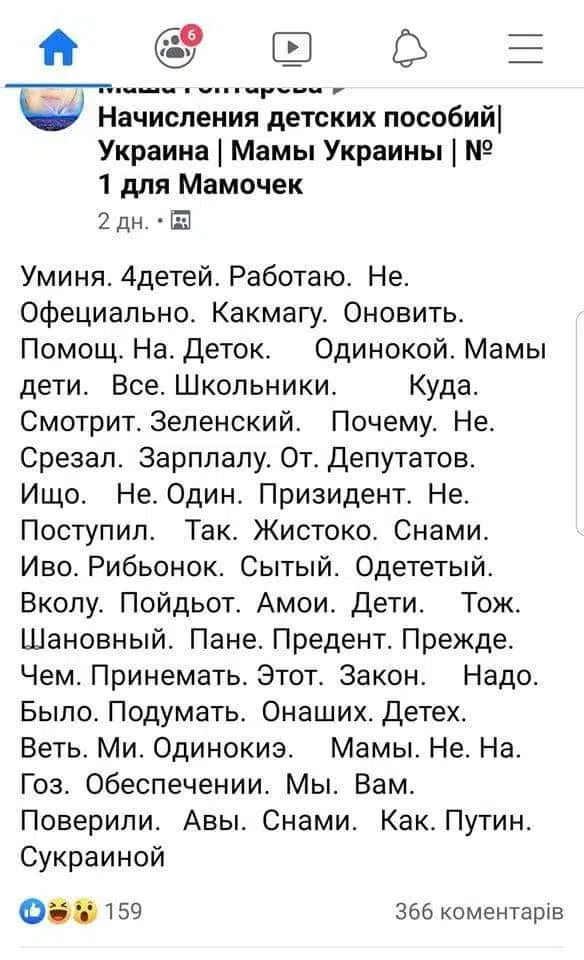 6
Начисления детских пособий|
Украина | Мамы Украины | №
1 для Мамочек
2 дн.
Уминя. 4детей. Работаю. Не.
Офециально. Какмагу. Оновить.
Помощ. На. Деток. Одинокой. Мамы
дети. Все. Школьники. Куда.
Смотрит. Зеленский. Почему. Не.
Срезал. Зарплалу. От. Депутатов.
Ищо. Не. Один. Призидент. Не.
Поступил. Так. Жистоко. Снами.
Иво. Рибьонок. Сытый. Одететый.
Вколу. Пойдьот. Амои. Дети. Тож.
Шановный. Пане. Предент. Прежде.
Чем. Принемать. Этот. Закон. Надо.
Было. Подумать. Онаших. Детех.
Веть. Ми. Одинокиэ. Мамы. Не. На.
Гоз. Обеспечении. Мы. Вам.
Поверили. Авы. Снами. Как. Путин.
Сукраиной
159
366 коментарів